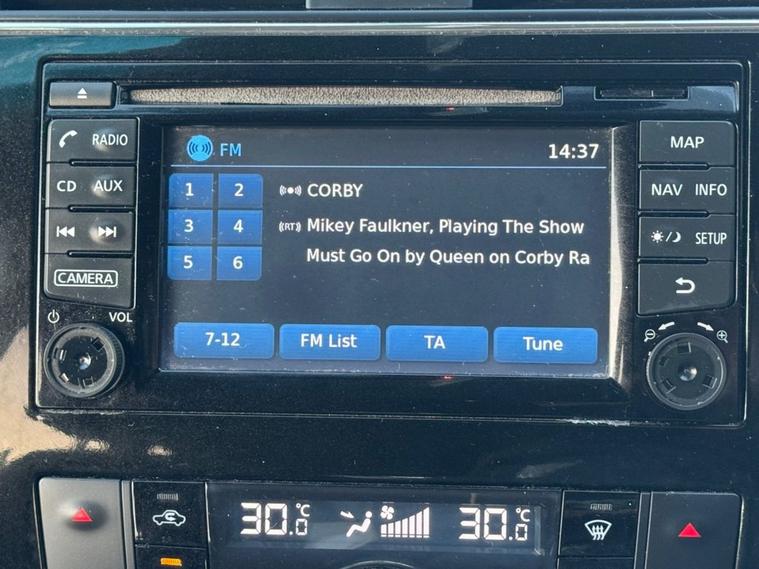 RADIO
CD AUX
CAMERA
VOL
FM
14:37
1 2
3 4
5 6
CORBY
(RT) Mikey Faulkner, Playing The Show
Must Go On by Queen on Corby Ra
7-12
FM List
TA
Tune
MAP
NAV INFO
SETUP
30.0°C
30.0°C